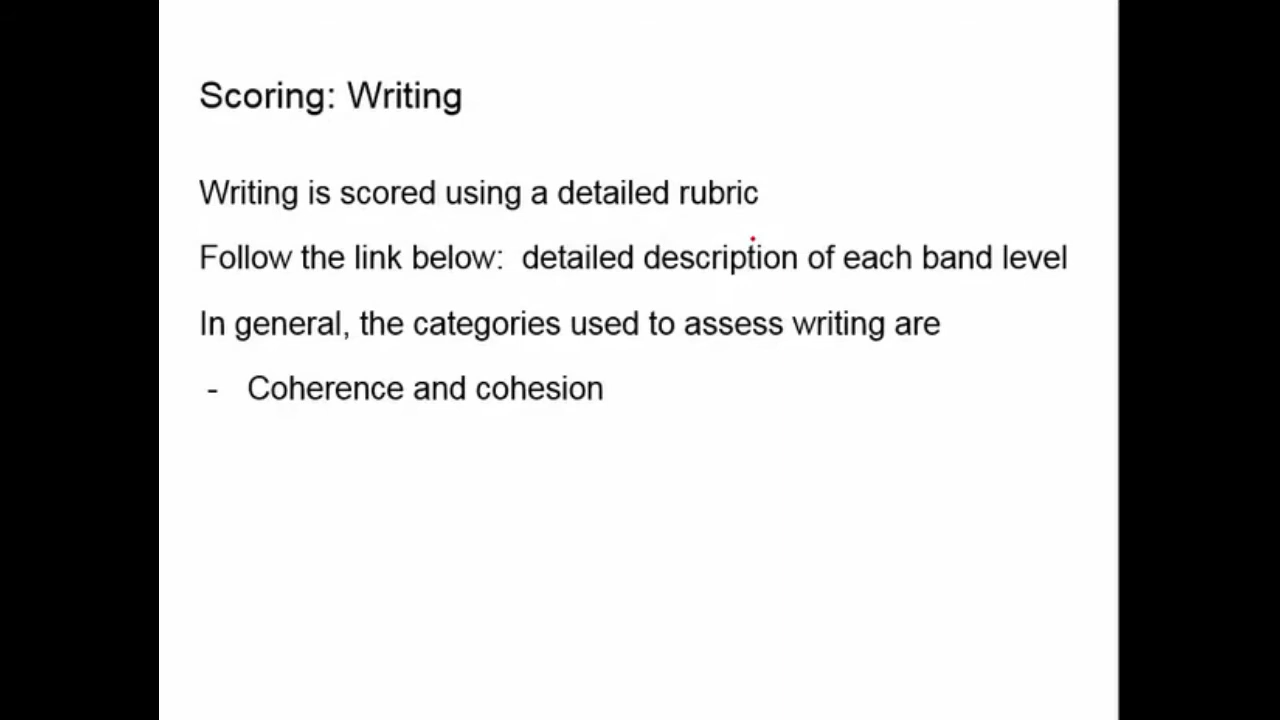 Scoring: Writing
Writing is scored using a detailed rubric
Follow the link below:  detailed description of each band level
In general, the categories used to assess writing are
- Coherence and cohesion